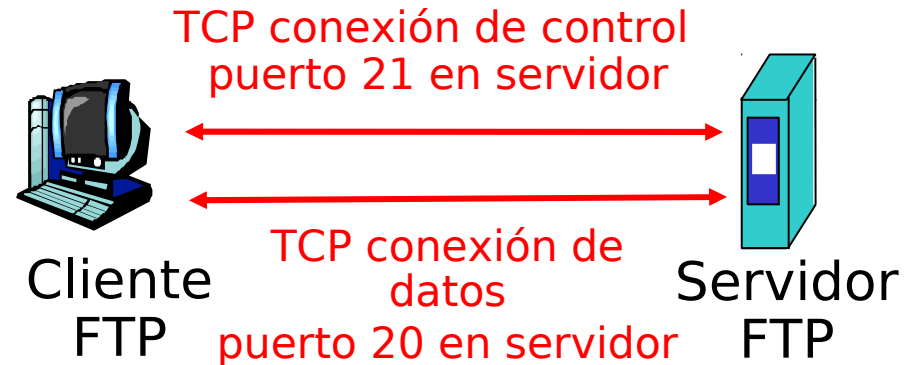 TCP conexión de control
puerto 21 en servidor
TCP conexión de
datos
puerto 20 en servidor
Cliente
FTP
Servidor
FTP